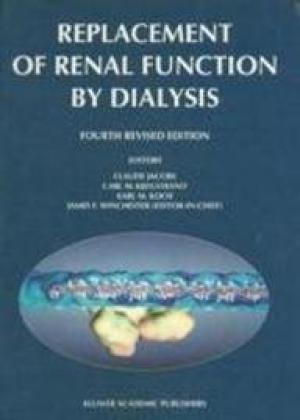 REPLACEMENT
OF RENAL FUNCTION
BY DIALYSIS
FOURTH REVISED EDITION
EDITORS
CLAUDE JACOBS
CARL M. KJELLSTRAND
KARL M. KOCH
JAMES F. WINCHESTER (EDITOR-IN-CHIEF)
KLUWER ACADEMIC PUBLISHERS